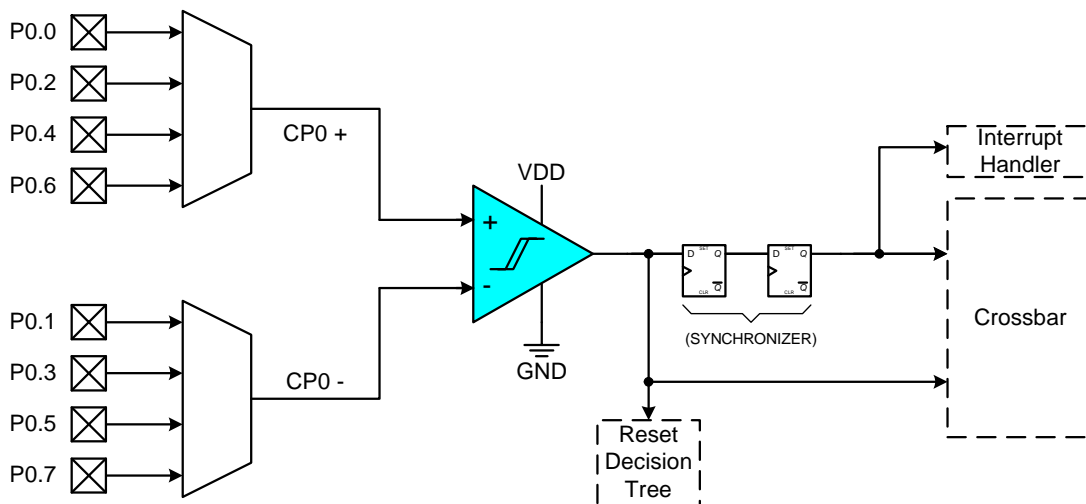 P0.0
P0.2
P0.4
P0.6
CP0 +
VDD
+
-
GND
P0.1
P0.3
P0.5
P0.7
CP0 -
D SET Q
CLR Q
D SET Q
CLR Q
(SYNCHRONIZER)
Interrupt
Handler
Crossbar
Reset
Decision
Tree